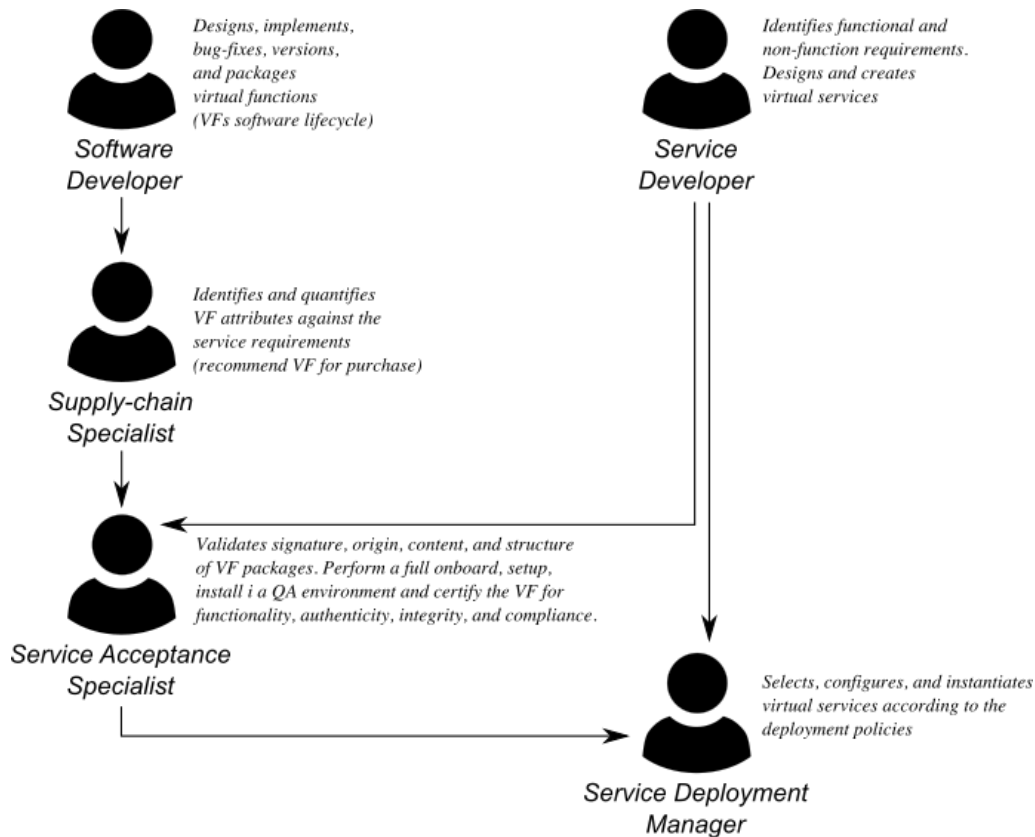 Designs, implements,
bug-fixes, versions,
and packages
virtual functions
(VFs software lifecycle)
Software
Developer
Identifies functional and
non-function requirements.
Designs and creates
virtual services
Service
Developer
Identifies and quantifies
VF attributes against the
service requirements
(recommend VF for purchase)
Supply-chain
Specialist
Validates signature, origin, content, and structure
of VF packages. Perform a full onboard, setup,
install i a QA environment and certify the VF for
functionality, authenticity, integrity, and compliance.
Service Acceptance
Specialist
Selects, configures, and instantiates
virtual services according to the
deployment policies
Service Deployment
Manager